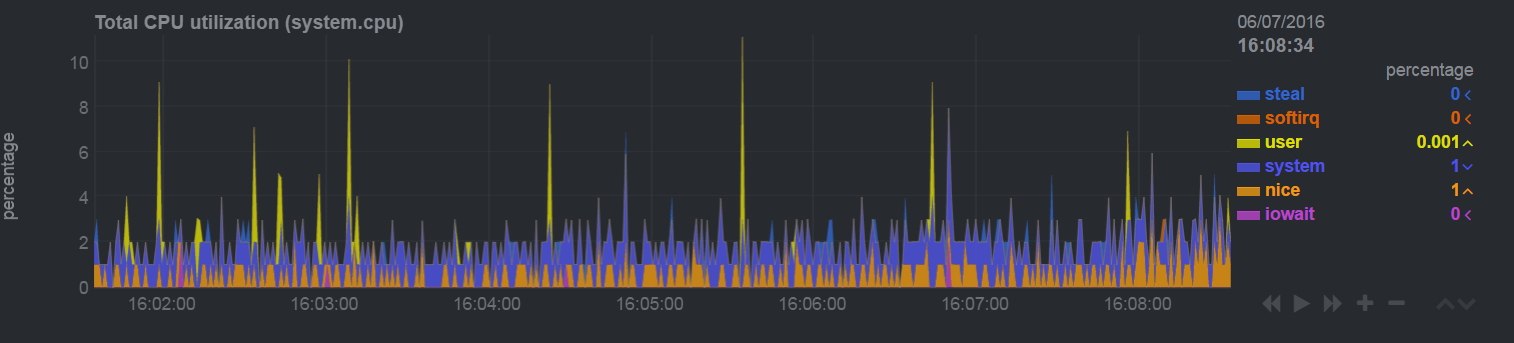 Total CPU utilization (system.cpu)
06/07/2016
16:08:34
percentage
steal 0
softirq 0
user 0.001
system 1
nice 1
iowait 0
percentage
10
8
6
4
2
0
16:02:00 16:03:00 16:04:00 16:05:00 16:06:00 16:07:00 16:08:00